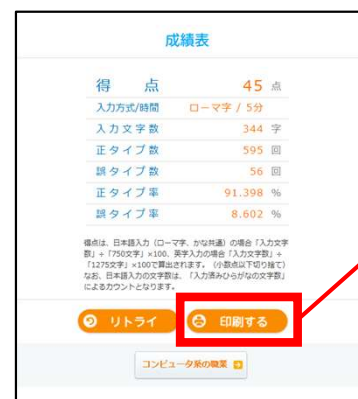 成績表
得　点 45 点
入力方式/時間 ローマ字 / 5分
入力文字数 344 字
正タイプ数 595 回
誤タイプ数 56 回
正タイプ率 91.398 %
誤タイプ率 8.602 %
得点は、日本語入力（ローマ字、かな共通）の場合「入力文字
数」÷「750文字」×100、英字入力の場合「入力文字数」÷
「1275文字」×100で算出されます。（小数点以下切り捨て）
なお、日本語入力の文字数は、「入力済みひらがなの文字数」
によるカウントとなります。
リトライ 印刷する
コンピュータ系の職業